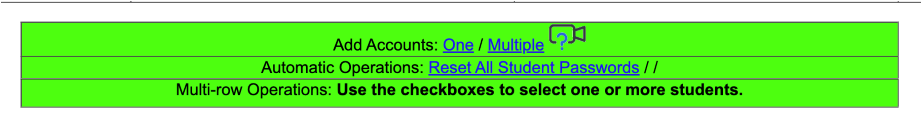 Add Accounts: One / Multiple ?
Automatic Operations: Reset All Student Passwords / /
Multi-row Operations: Use the checkboxes to select one or more students.